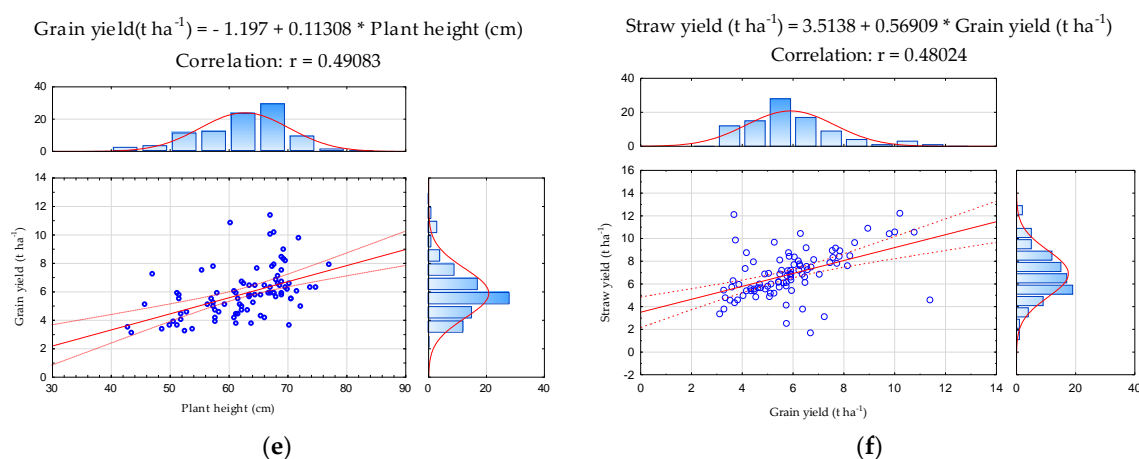 Grain yield(t ha-1) = - 1.197 + 0.11308 * Plant height (cm)
Correlation: r = 0.49083
40
20
0
14
12
10
8
6
4
2
0
Grain yield (t ha-1)
30 40 50 60 70 80 90
Plant height (cm)
0 20 40
(e)
Straw yield (t ha-1) = 3.5138 + 0.56909 * Grain yield (t ha-1)
Correlation: r = 0.48024
40
20
0
16
14
12
10
8
6
4
2
0
-2
Straw yield (t ha-1)
0 2 4 6 8 10 12 14
Grain yield (t ha-1)
0 20 40
(f)